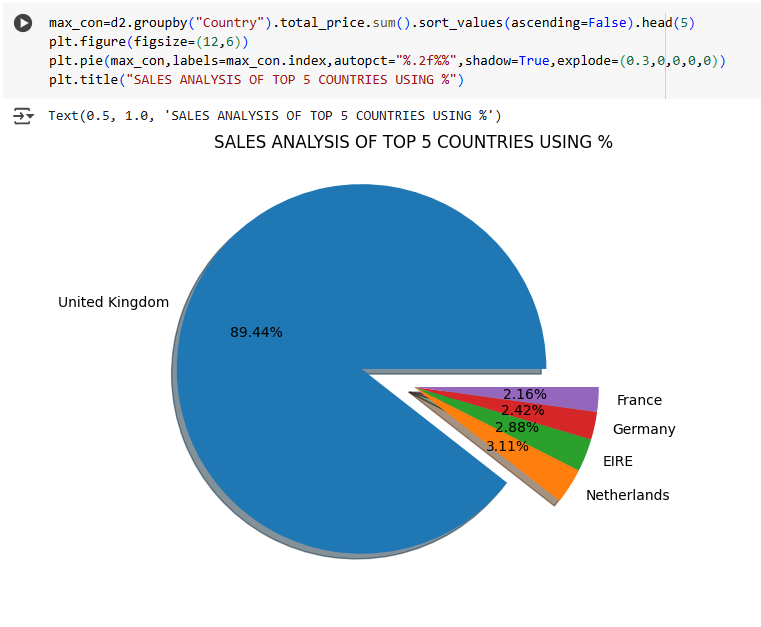 max_con=d2.groupby("Country").total_price.sum().sort_values(ascending=False).head(5)
plt.figure(figsize=(12,6))
plt.pie(max_con,labels=max_con.index,autopct="%.2f%%",shadow=True,explode=(0.3,0,0,0,0))
plt.title("SALES ANALYSIS OF TOP 5 COUNTRIES USING %")
Text(0.5, 1.0, 'SALES ANALYSIS OF TOP 5 COUNTRIES USING %')
SALES ANALYSIS OF TOP 5 COUNTRIES USING %
United Kingdom
89.44%
2.16%
France
2.42%
Germany
2.88%
EIRE
3.11%
Netherlands